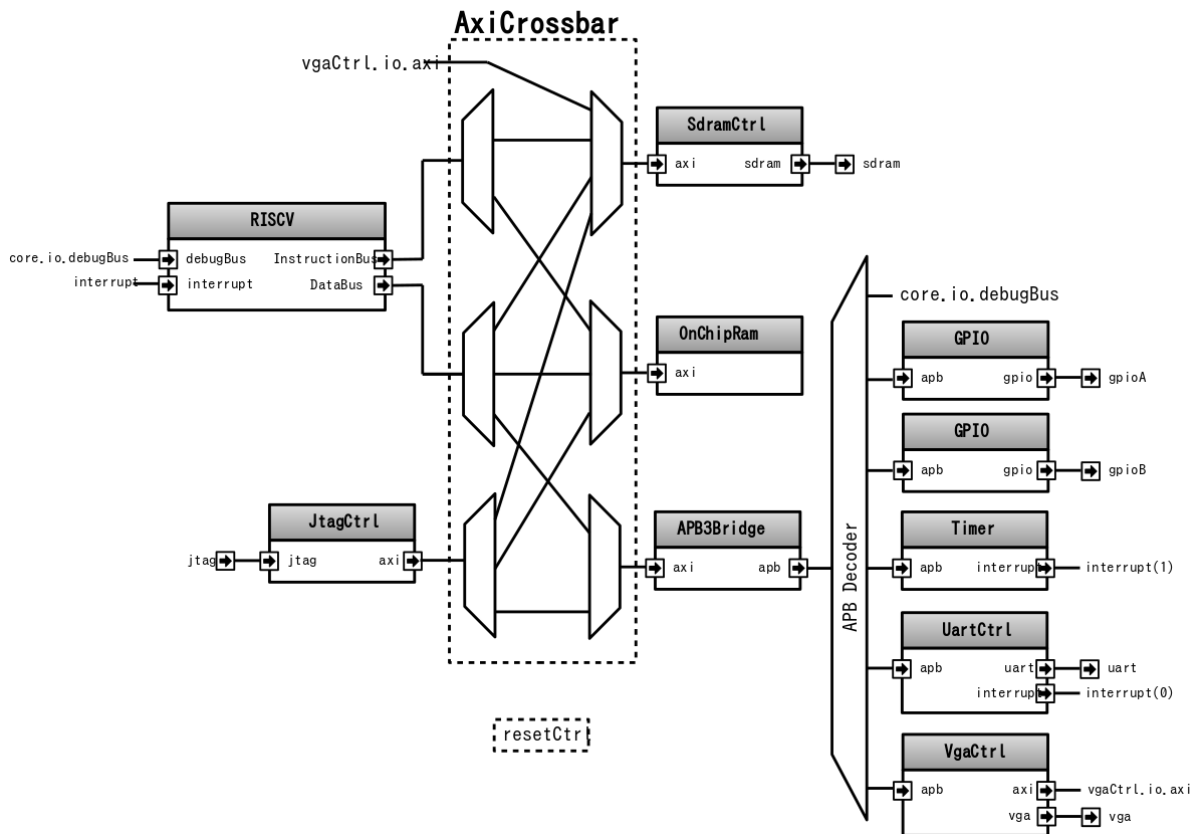 AxiCrossbar
vgaCtrl.io.axi
SdramCtrl
axi sdram sdram
RISCV
core.io.debugBus debugBus InstructionBus
interrupt interrupt DataBus
OnChipRam
axi
JtagCtrl
jtag jtag axi
APB3Bridge
axi apb
APB Decoder
core.io.debugBus
GPIO
apb gpio gpioA
GPIO
apb gpio gpioB
Timer
apb interrupt interrupt(1)
UartCtrl
apb uart uart
interrupt interrupt(0)
VgaCtrl
apb axi vgaCtrl.io.axi
vga vga
resetCtrl